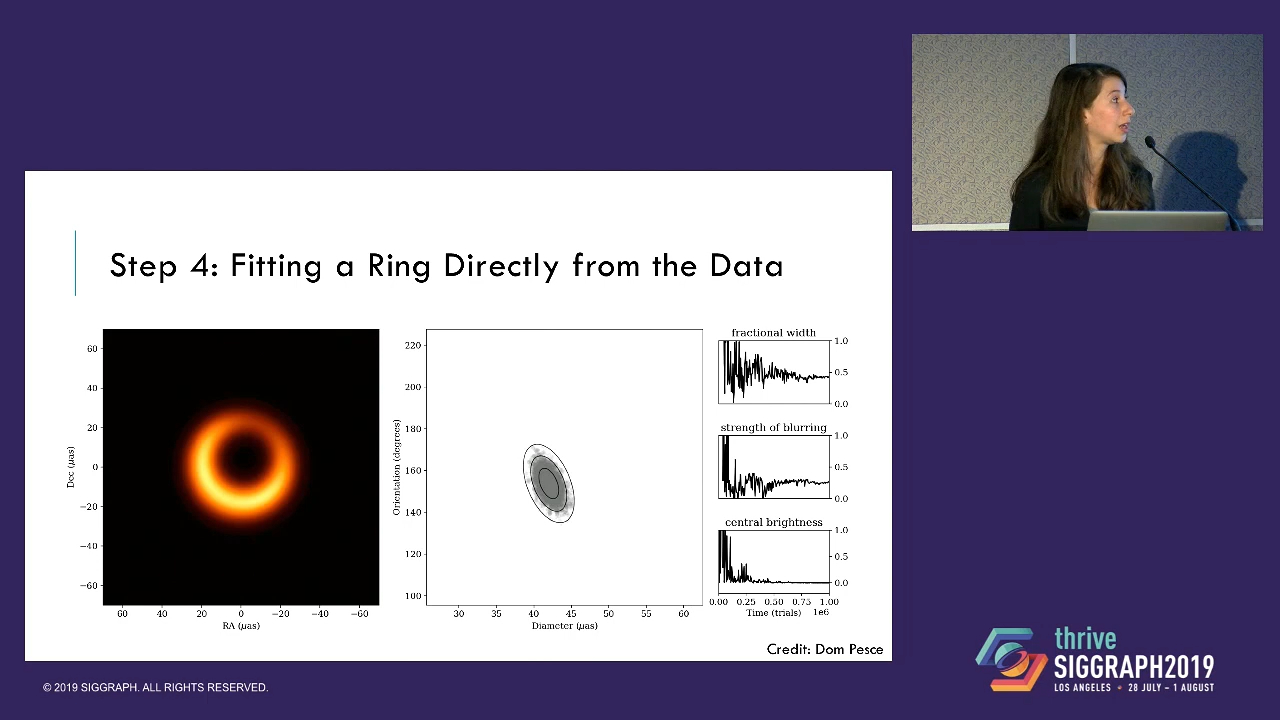 Step 4: Fitting a Ring Directly from the Data
60
40
20
0
−20
−40
−60
Dec (μas)
60
40
20
0
−20
−40
−60
RA (μas)
220
200
180
160
140
120
100
Orientation (degrees)
30
35
40
45
50
55
60
Diameter (μas)
fractional width
1.0
0.5
0.0
strength of blurring
1.0
0.5
0.0
central brightness
1.0
0.5
0.0
0.00 0.25 0.50 0.75 1.00
Time (trials) 1e6
Credit: Dom Pesce
© 2019 SIGGRAPH. ALL RIGHTS RESERVED.
thrive
SIGGRAPH2019
LOS ANGELES • 28 JULY – 1 AUGUST